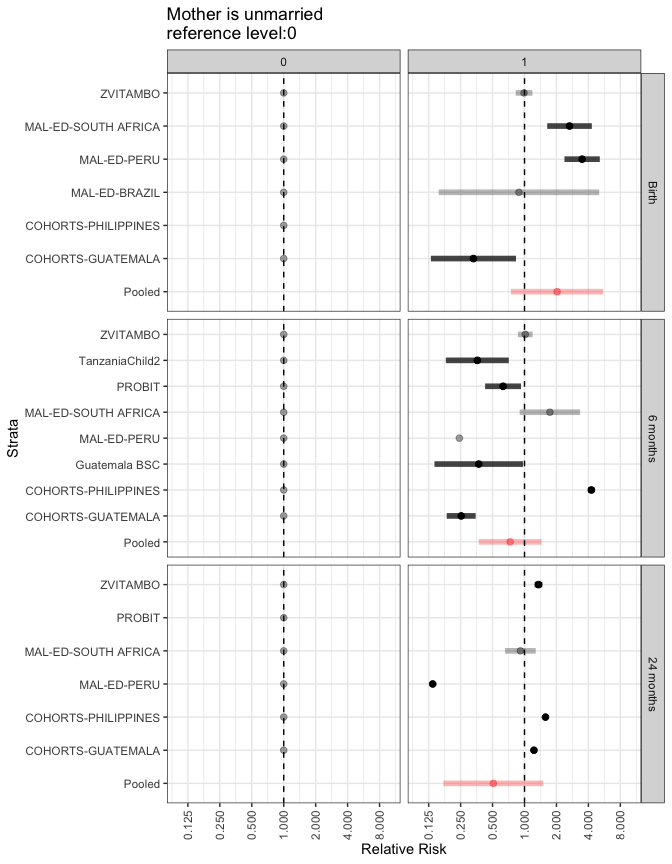 Mother is unmarried
reference level:0
0
1
ZVITAMBO
MAL-ED-SOUTH AFRICA
MAL-ED-PERU
MAL-ED-BRAZIL
COHORTS-PHILIPPINES
COHORTS-GUATEMALA
Pooled
Birth
ZVITAMBO
TanzaniaChild2
PROBIT
MAL-ED-SOUTH AFRICA
MAL-ED-PERU
Guatemala BSC
COHORTS-PHILIPPINES
COHORTS-GUATEMALA
Pooled
6 months
Strata
ZVITAMBO
PROBIT
MAL-ED-SOUTH AFRICA
MAL-ED-PERU
COHORTS-PHILIPPINES
COHORTS-GUATEMALA
Pooled
24 months
0.125 0.250 0.500 1.000 2.000 4.000 8.000
0.125 0.250 0.500 1.000 2.000 4.000 8.000
Relative Risk